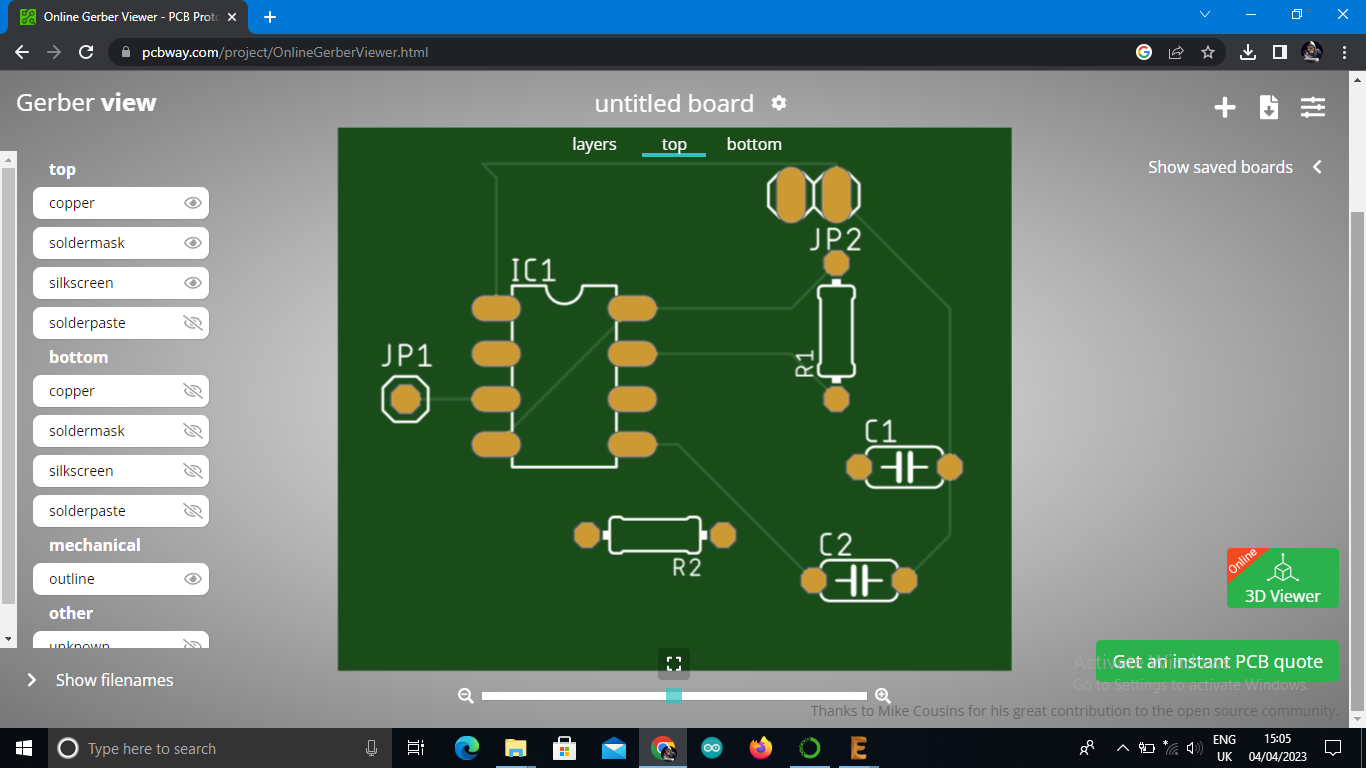 Online Gerber Viewer - PCB Proto
pcbway.com/project/OnlineGerberViewer.html
Gerber view
untitled board
layers top bottom
Show saved boards
top
copper
soldermask
silkscreen
solderpaste
bottom
copper
soldermask
silkscreen
solderpaste
mechanical
outline
other
unknown
Show filenames
JP2
IC1
JP1
R1
C1
C2
R2
Online
3D Viewer
Get an instant PCB quote
Activate Windows
Go to Settings to activate Windows.
Thanks to Mike Cousins for his great contribution to the open source community.
Type here to search
ENG
UK
15:05
04/04/2023